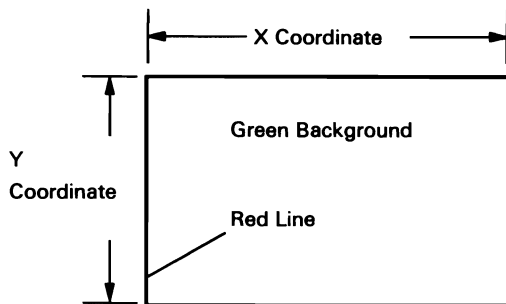 X Coordinate
Green Background
Y
Coordinate
Red Line